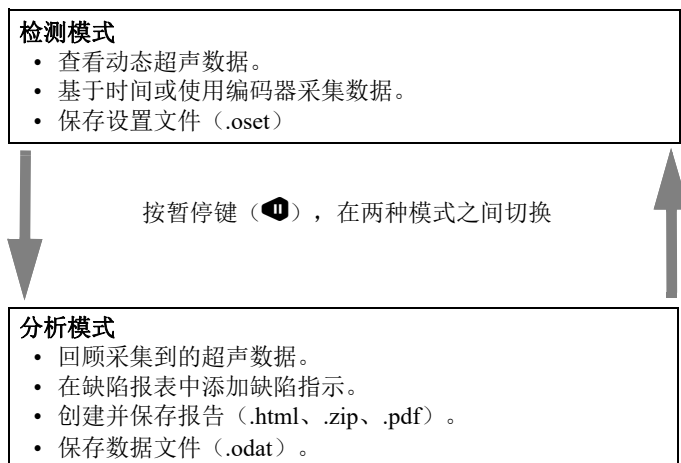 检测模式
• 查看动态超声数据。
• 基于时间或使用编码器采集数据。
• 保存设置文件（.oset）
按暂停键（），在两种模式之间切换
分析模式
• 回顾采集到的超声数据。
• 在缺陷报表中添加缺陷指示。
• 创建并保存报告（.html、.zip、.pdf）。
• 保存数据文件（.odat）。